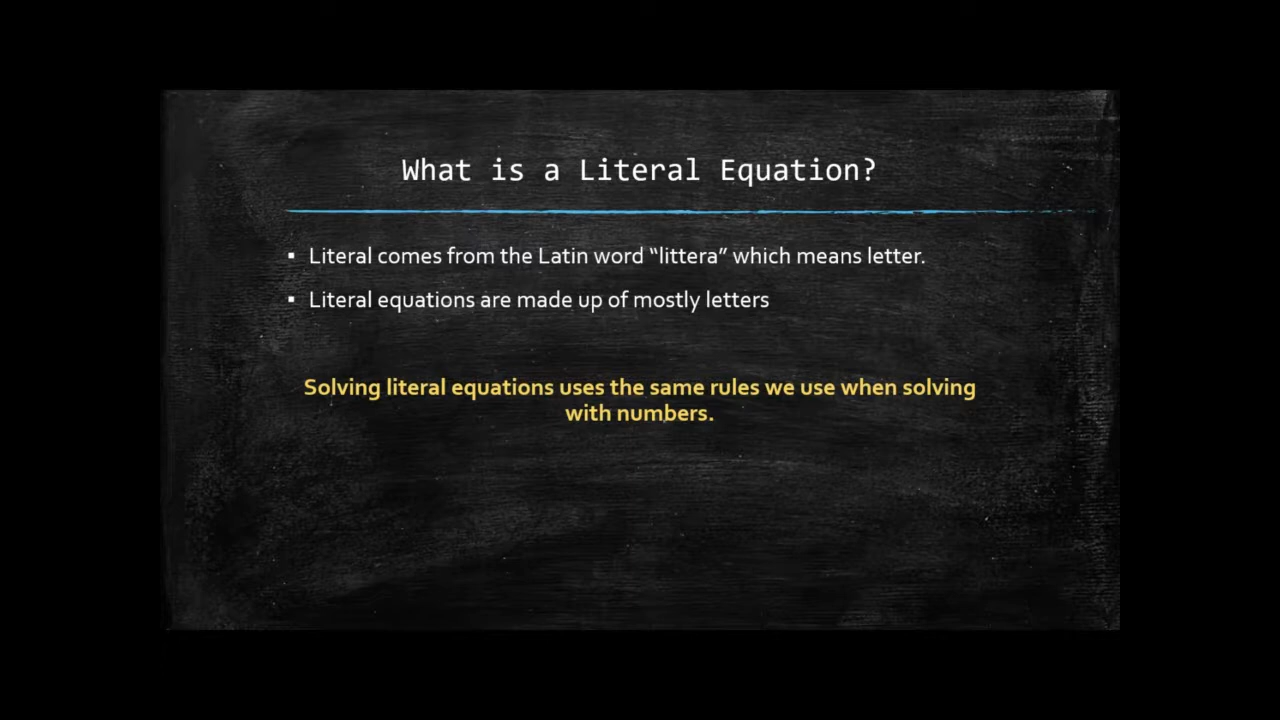 What is a Literal Equation?
▪ Literal comes from the Latin word “littera” which means letter.
▪ Literal equations are made up of mostly letters
Solving literal equations uses the same rules we use when solving
with numbers.